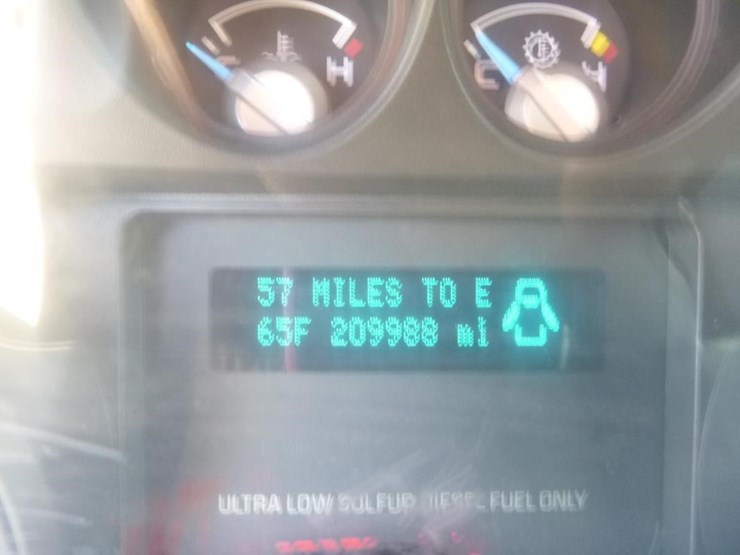 C H C H
57 MILES TO E
65F 209988 mi
ULTRA LOW SULFUR DIESEL FUEL ONLY